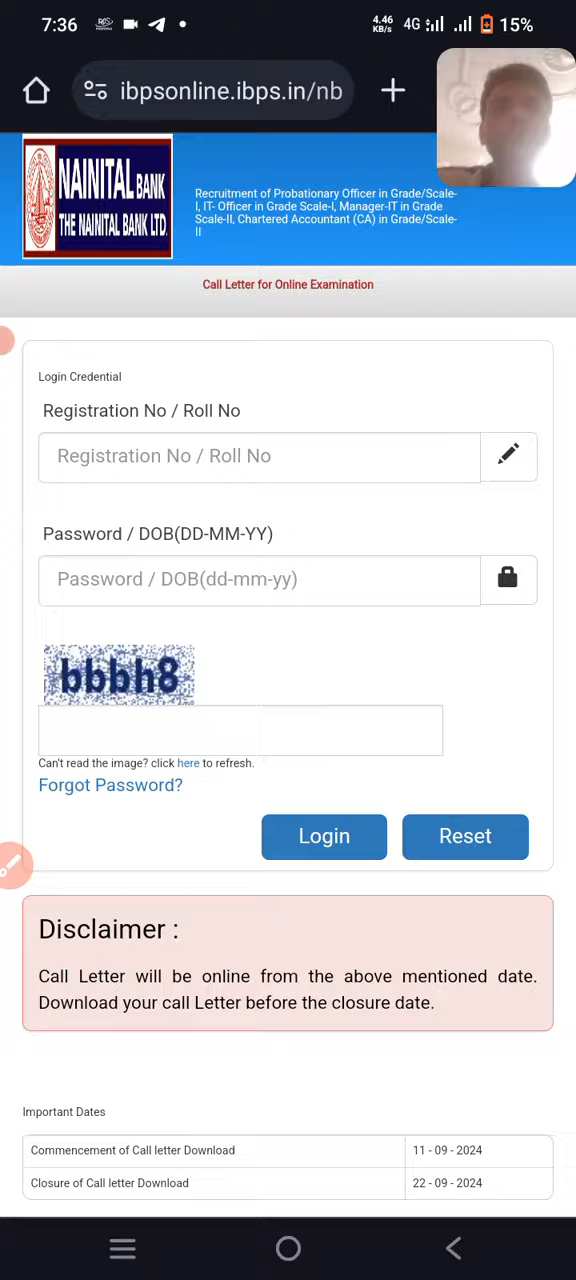 7:36
4.46 KB/s 4G 15%
ibpsonline.ibps.in/nb
NAINITAL BANK
THE NAINITAL BANK LTD.
Recruitment of Probationary Officer in Grade/Scale-
I, IT- Officer in Grade Scale-I, Manager-IT in Grade
Scale-II, Chartered Accountant (CA) in Grade/Scale-
II
Call Letter for Online Examination
Login Credential
Registration No / Roll No
Registration No / Roll No
Password / DOB(DD-MM-YY)
Password / DOB(dd-mm-yy)
bbbh8
Can't read the image? click here to refresh.
Forgot Password?
Login Reset
Disclaimer :
Call Letter will be online from the above mentioned date.
Download your call Letter before the closure date.
Important Dates
Commencement of Call letter Download 11 - 09 - 2024
Closure of Call letter Download 22 - 09 - 2024